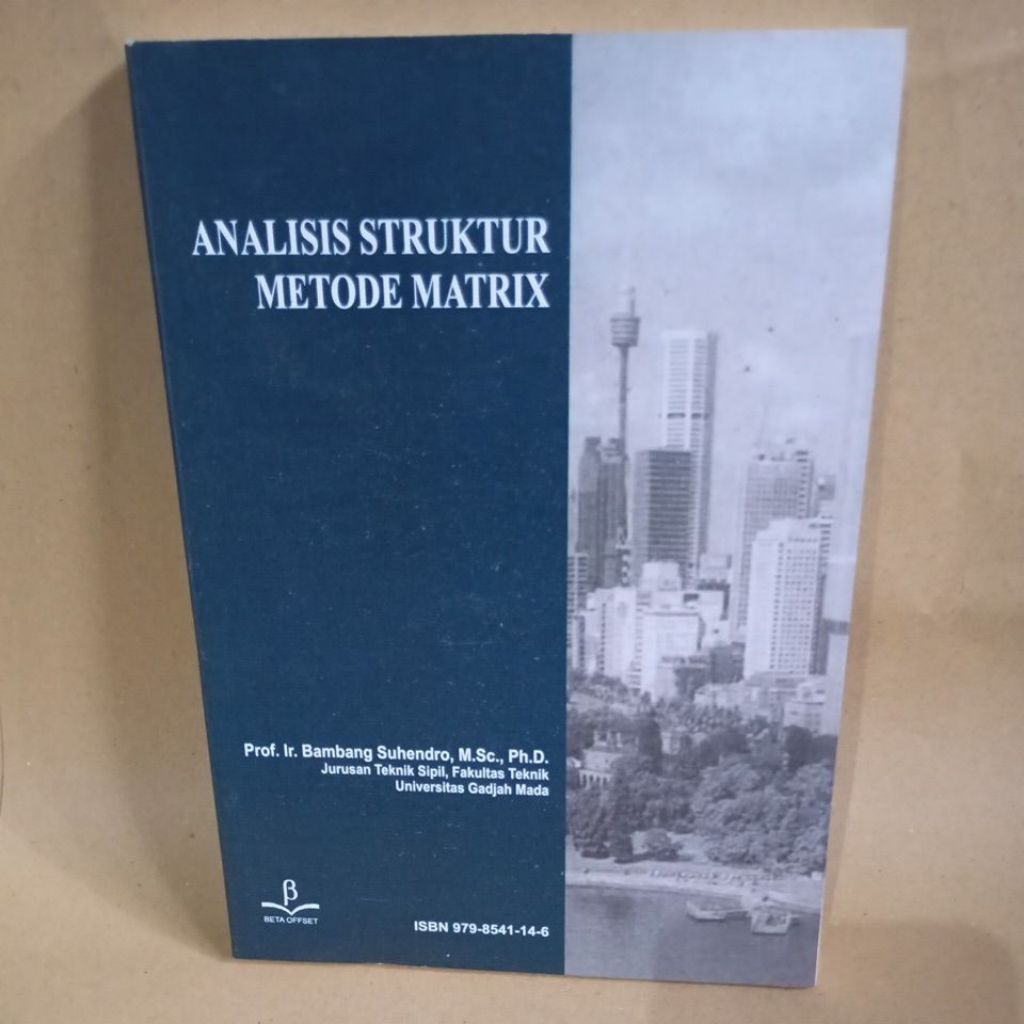 ANALISIS STRUKTUR
METODE MATRIX
Prof. Ir. Bambang Suhendro, M.Sc., Ph.D.
Jurusan Teknik Sipil, Fakultas Teknik
Universitas Gadjah Mada
β
BETA OFFSET
ISBN 979-8541-14-6